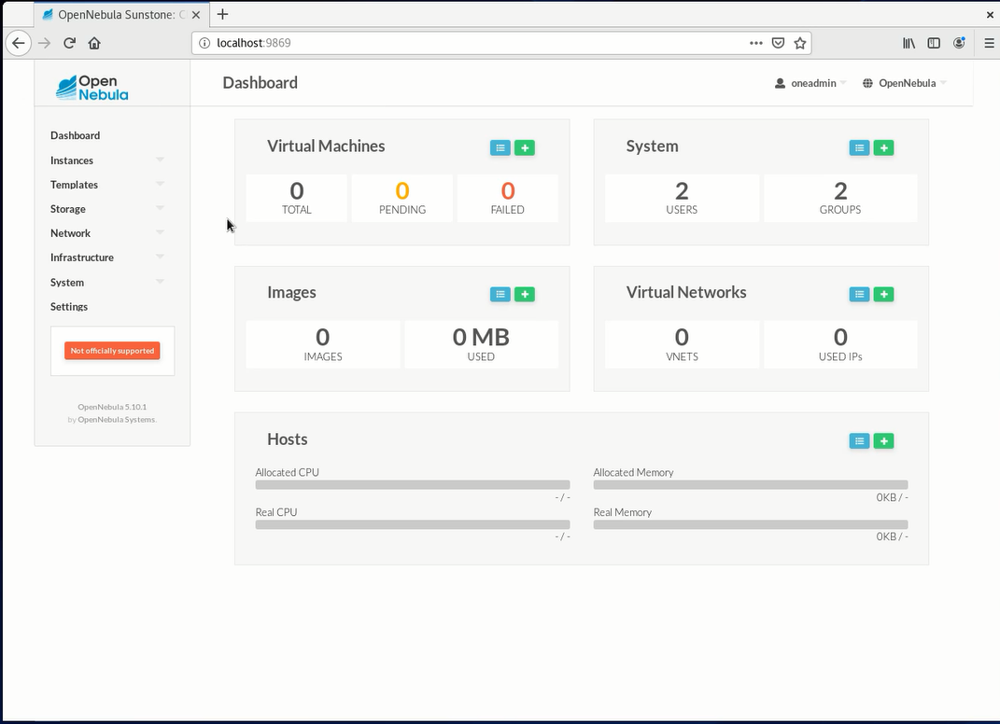 OpenNebula Sunstone: C
localhost:9869
Open
Nebula
Dashboard
oneadmin
OpenNebula
Dashboard
Instances
Templates
Storage
Network
Infrastructure
System
Settings
Not officially supported
OpenNebula 5.10.1
by OpenNebula Systems.
Virtual Machines
0
TOTAL
0
PENDING
0
FAILED
System
2
USERS
2
GROUPS
Images
0
IMAGES
0 MB
USED
Virtual Networks
0
VNETS
0
USED IPs
Hosts
Allocated CPU
- / -
Real CPU
- / -
Allocated Memory
0KB / -
Real Memory
0KB / -